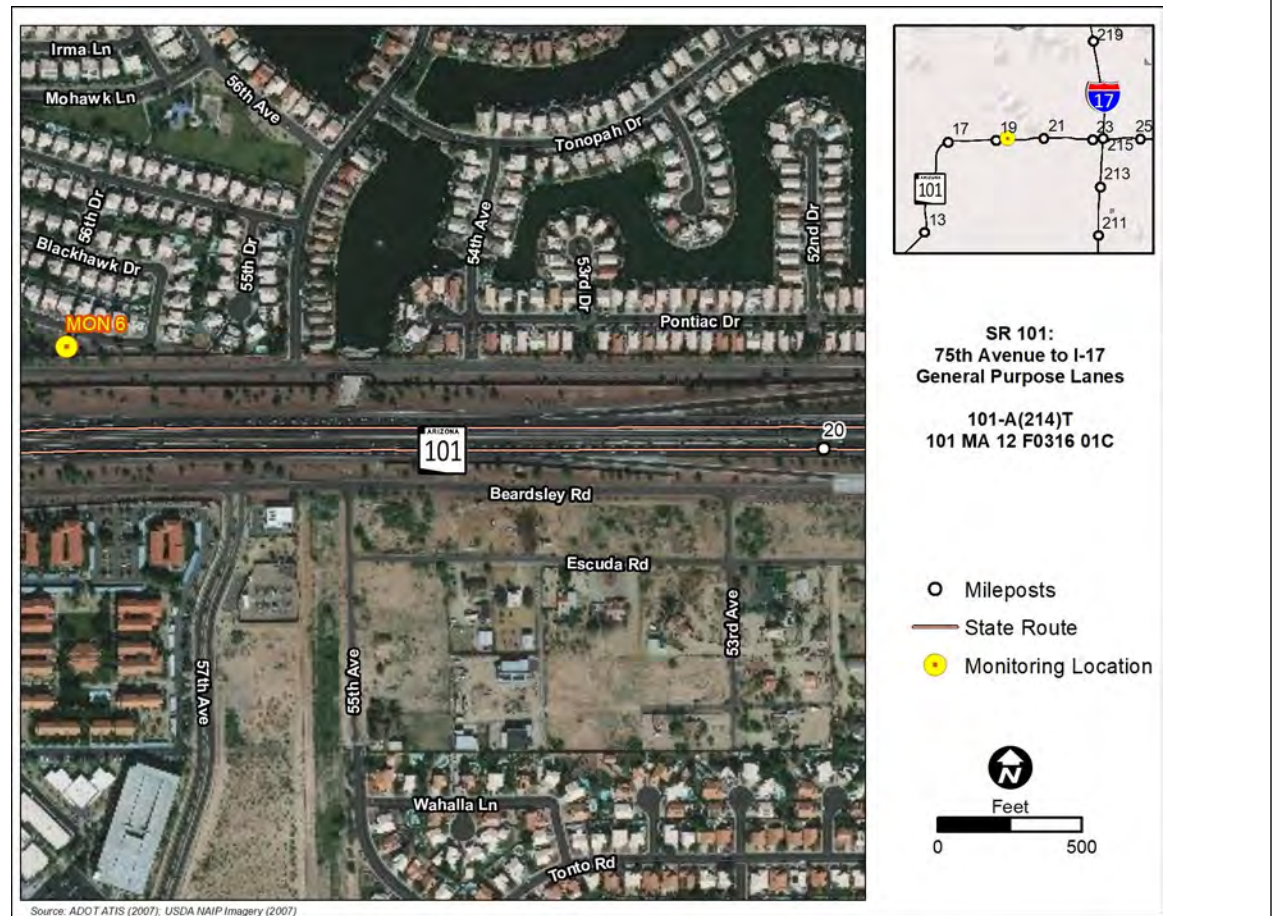 Irma Ln
Mohawk Ln
56th Ave
Tonopah Dr
56th Dr
Blackhawk Dr
55th Dr
54th Ave
53rd Dr
52nd Dr
Pontiac Dr
MON 6
ARIZONA
101
20
Beardsley Rd
Escuda Rd
57th Ave
55th Ave
53rd Ave
Wahalla Ln
Tonto Rd
Source: ADOT ATIS (2007); USDA NAIP Imagery (2007)
219
17
17
19
21
23
25
215
ARIZONA
101
213
13
211
SR 101:
75th Avenue to I-17
General Purpose Lanes
101-A(214)T
101 MA 12 F0316 01C
Mileposts
State Route
Monitoring Location
N
Feet
0
500